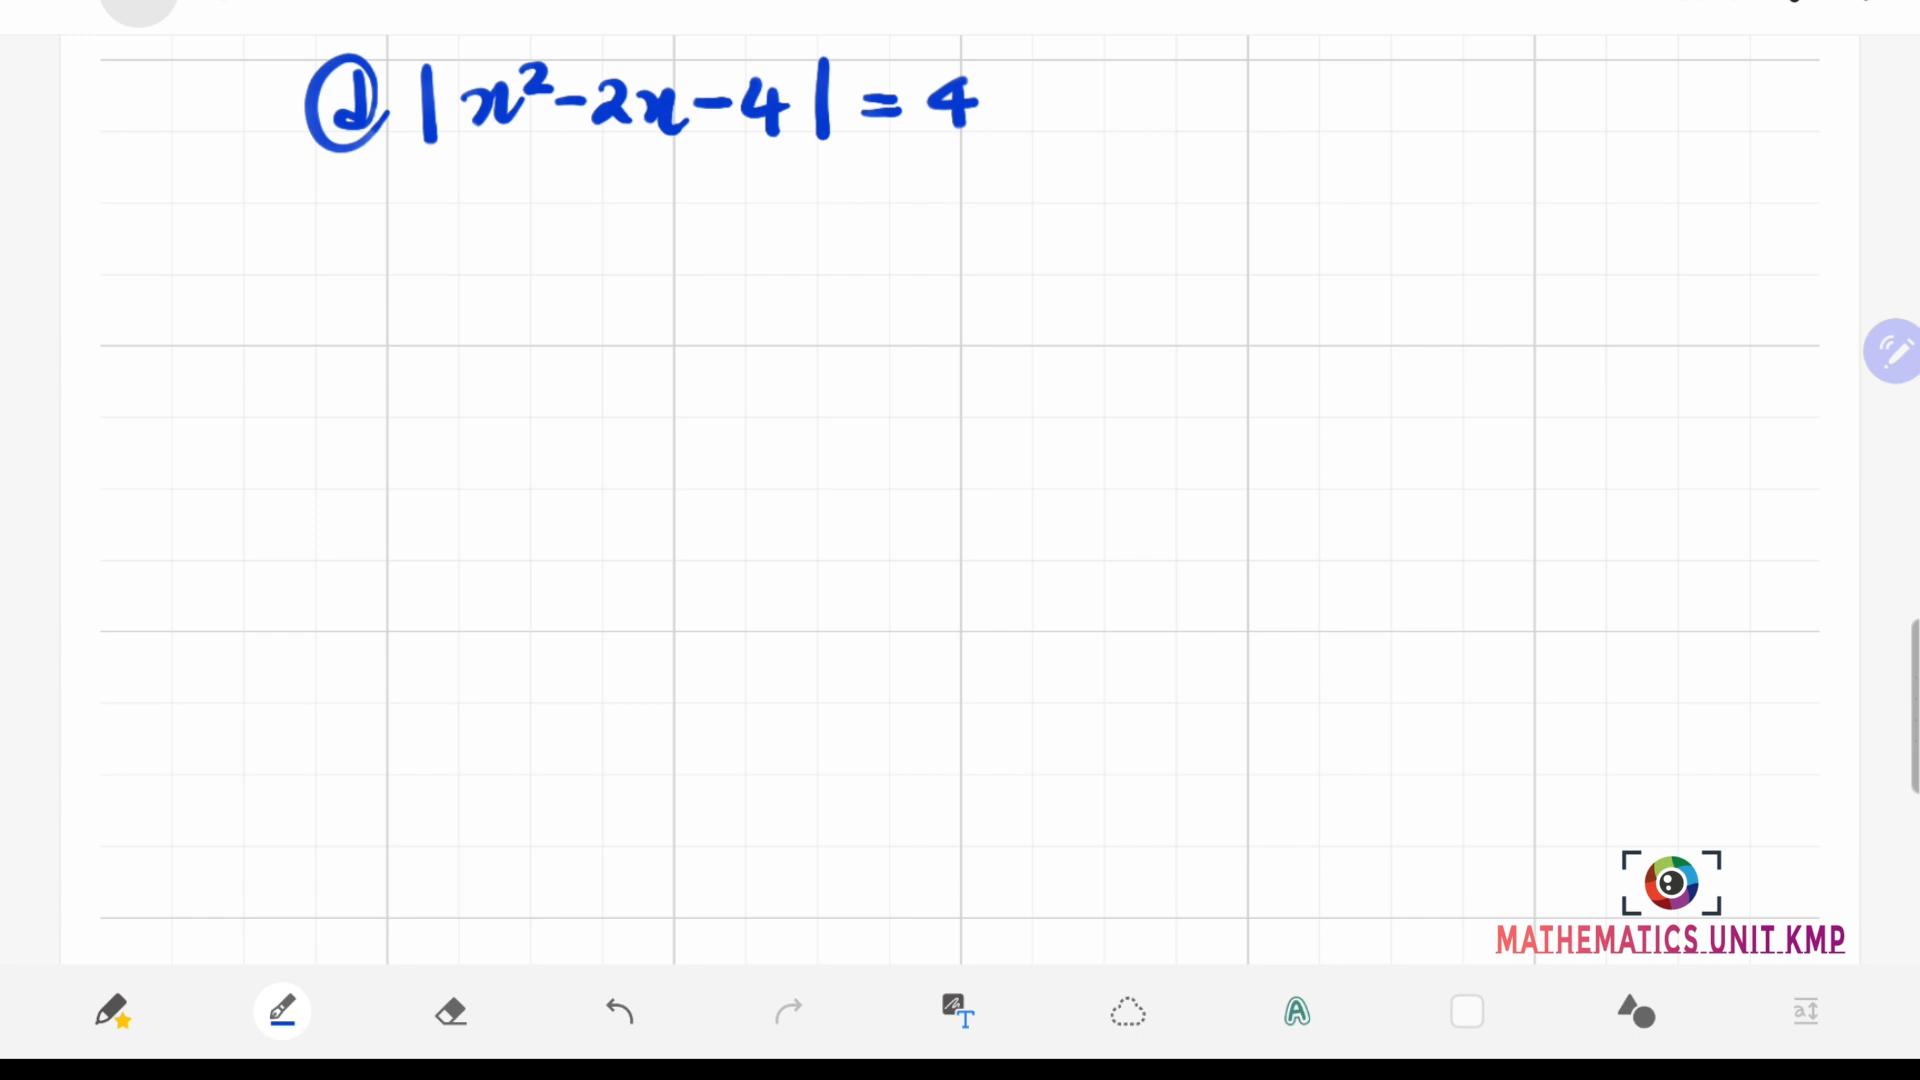 ⓓ |x²-2x-4| = 4
MATHEMATICS UNIT KMP